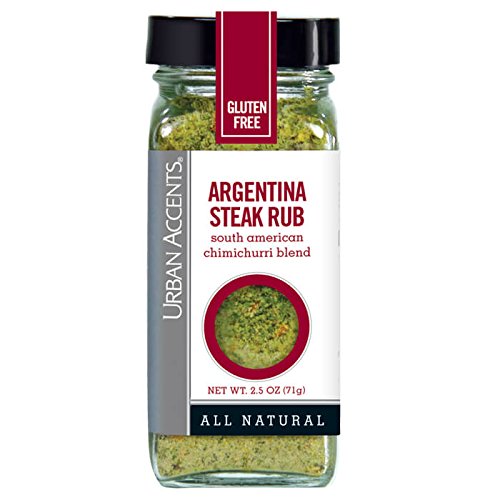 GLUTEN
FREE
URBAN ACCENTS®
ARGENTINA
STEAK RUB
south american
chimichurri blend
NET WT. 2.5 OZ (71g)
ALL NATURAL